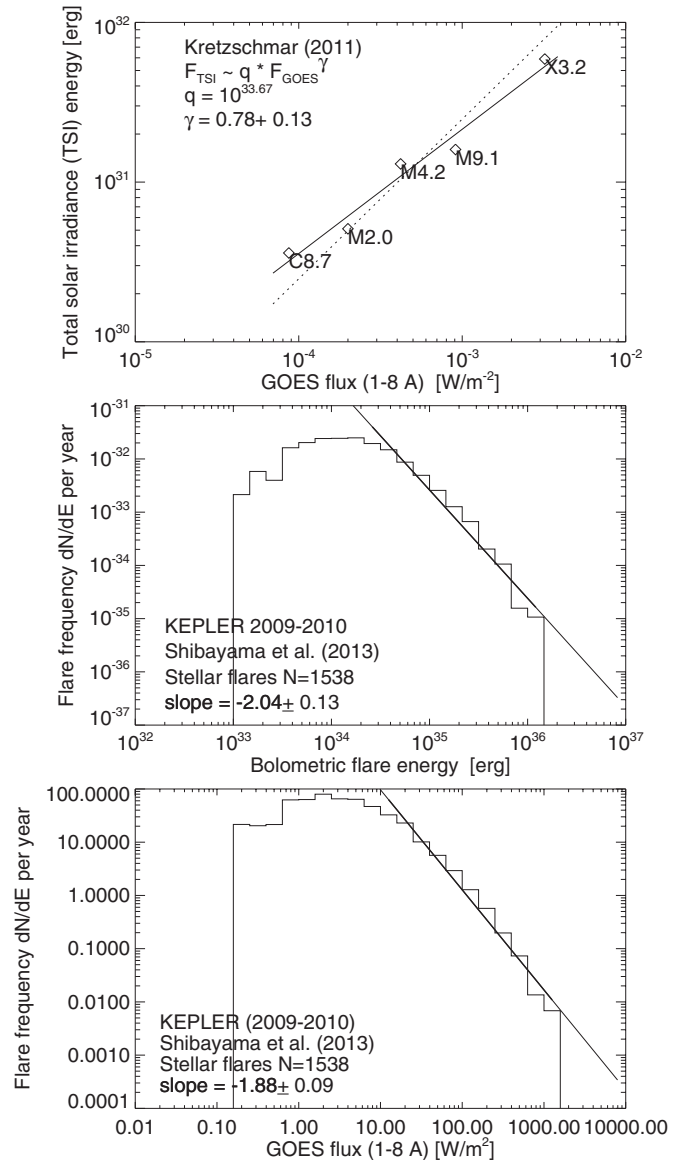 Total solar irradiance (TSI) energy [erg]
10^32
10^31
10^30
Kretzschmar (2011)
F_TSI ~ q * F_GOES^γ
q = 10^33.67
γ = 0.78+ 0.13
X3.2
M9.1
M4.2
M2.0
C8.7
10^-5 10^-4 10^-3 10^-2
GOES flux (1-8 A) [W/m^-2]
Flare frequency dN/dE per year
10^-31
10^-32
10^-33
10^-34
10^-35
10^-36
10^-37
KEPLER 2009-2010
Shibayama et al. (2013)
Stellar flares N=1538
slope = -2.04± 0.13
10^32 10^33 10^34 10^35 10^36 10^37
Bolometric flare energy [erg]
Flare frequency dN/dE per year
100.0000
10.0000
1.0000
0.1000
0.0100
0.0010
0.0001
KEPLER (2009-2010)
Shibayama et al. (2013)
Stellar flares N=1538
slope = -1.88± 0.09
0.01 0.10 1.00 10.00 100.00 1000.00 10000.00
GOES flux (1-8 A) [W/m^2]